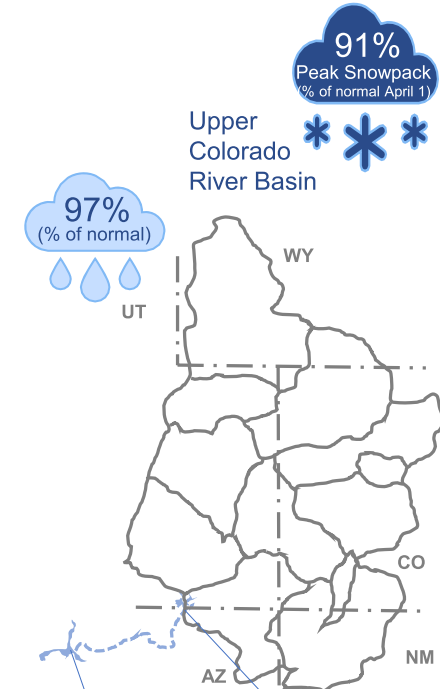 91%
Peak Snowpack
(% of normal April 1)
Upper
Colorado
River Basin
97%
(% of normal)
WY
UT
CO
NM
AZ